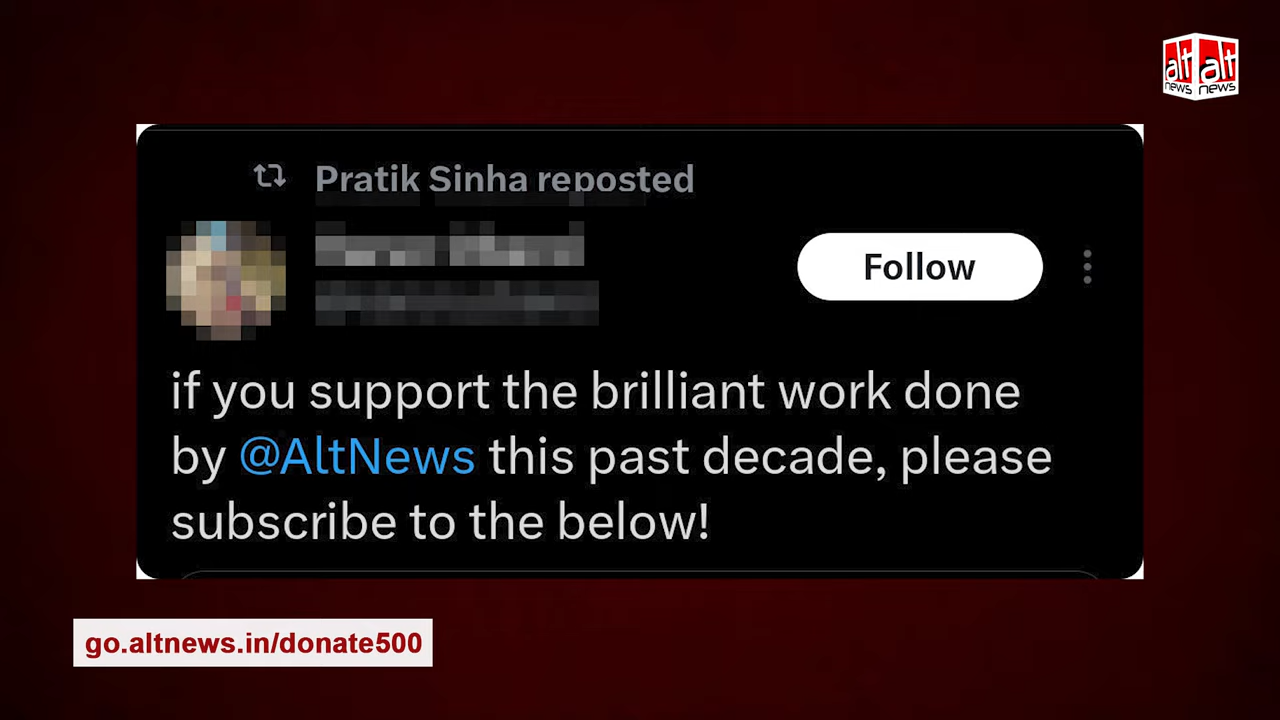 alt alt
news news
Pratik Sinha reposted
Follow
if you support the brilliant work done
by @AltNews this past decade, please
subscribe to the below!
go.altnews.in/donate500